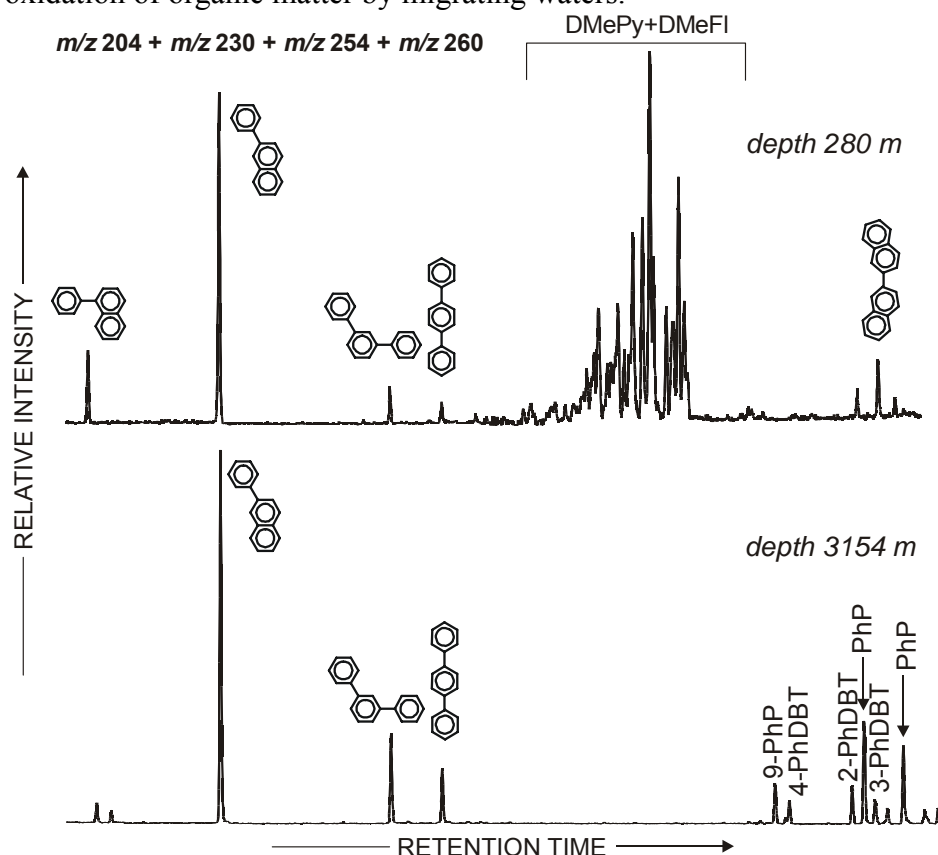 oxidation of organic matter by migrating waters.
m/z 204 + m/z 230 + m/z 254 + m/z 260
DMePy+DMeFl
depth 280 m
RELATIVE INTENSITY
depth 3154 m
9-PhP
4-PhDBT
2-PhDBT
PhP
3-PhDBT
PhP
RETENTION TIME